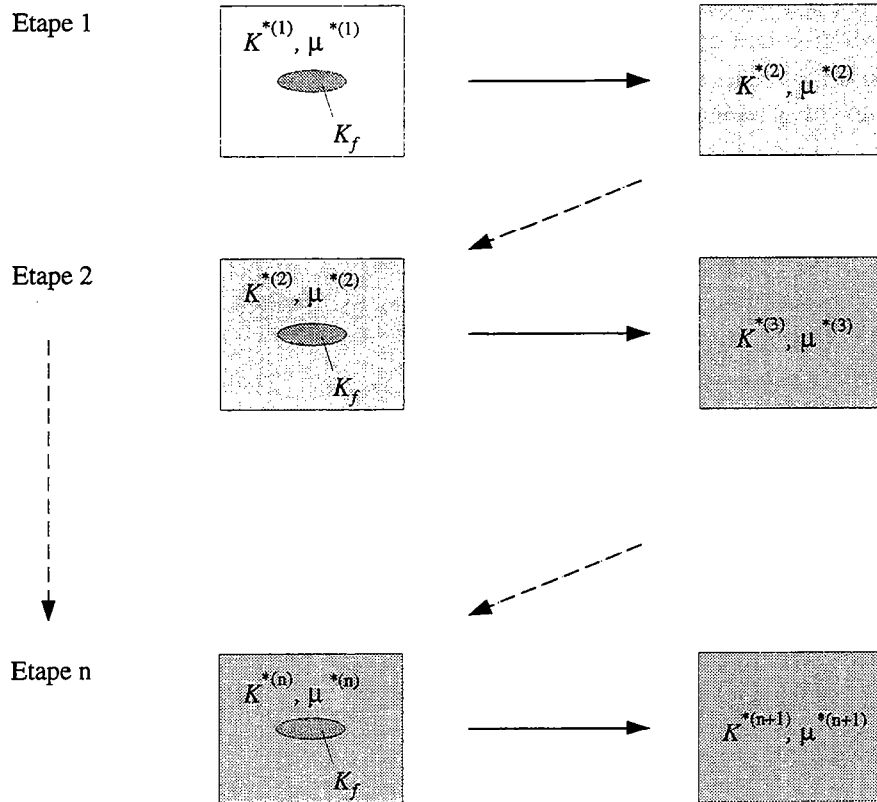 Etape 1
K*(1), μ*(1)
K_f
K*(2), μ*(2)
Etape 2
K*(2), μ*(2)
K_f
K*(3), μ*(3)
Etape n
K*(n), μ*(n)
K_f
K*(n+1), μ*(n+1)